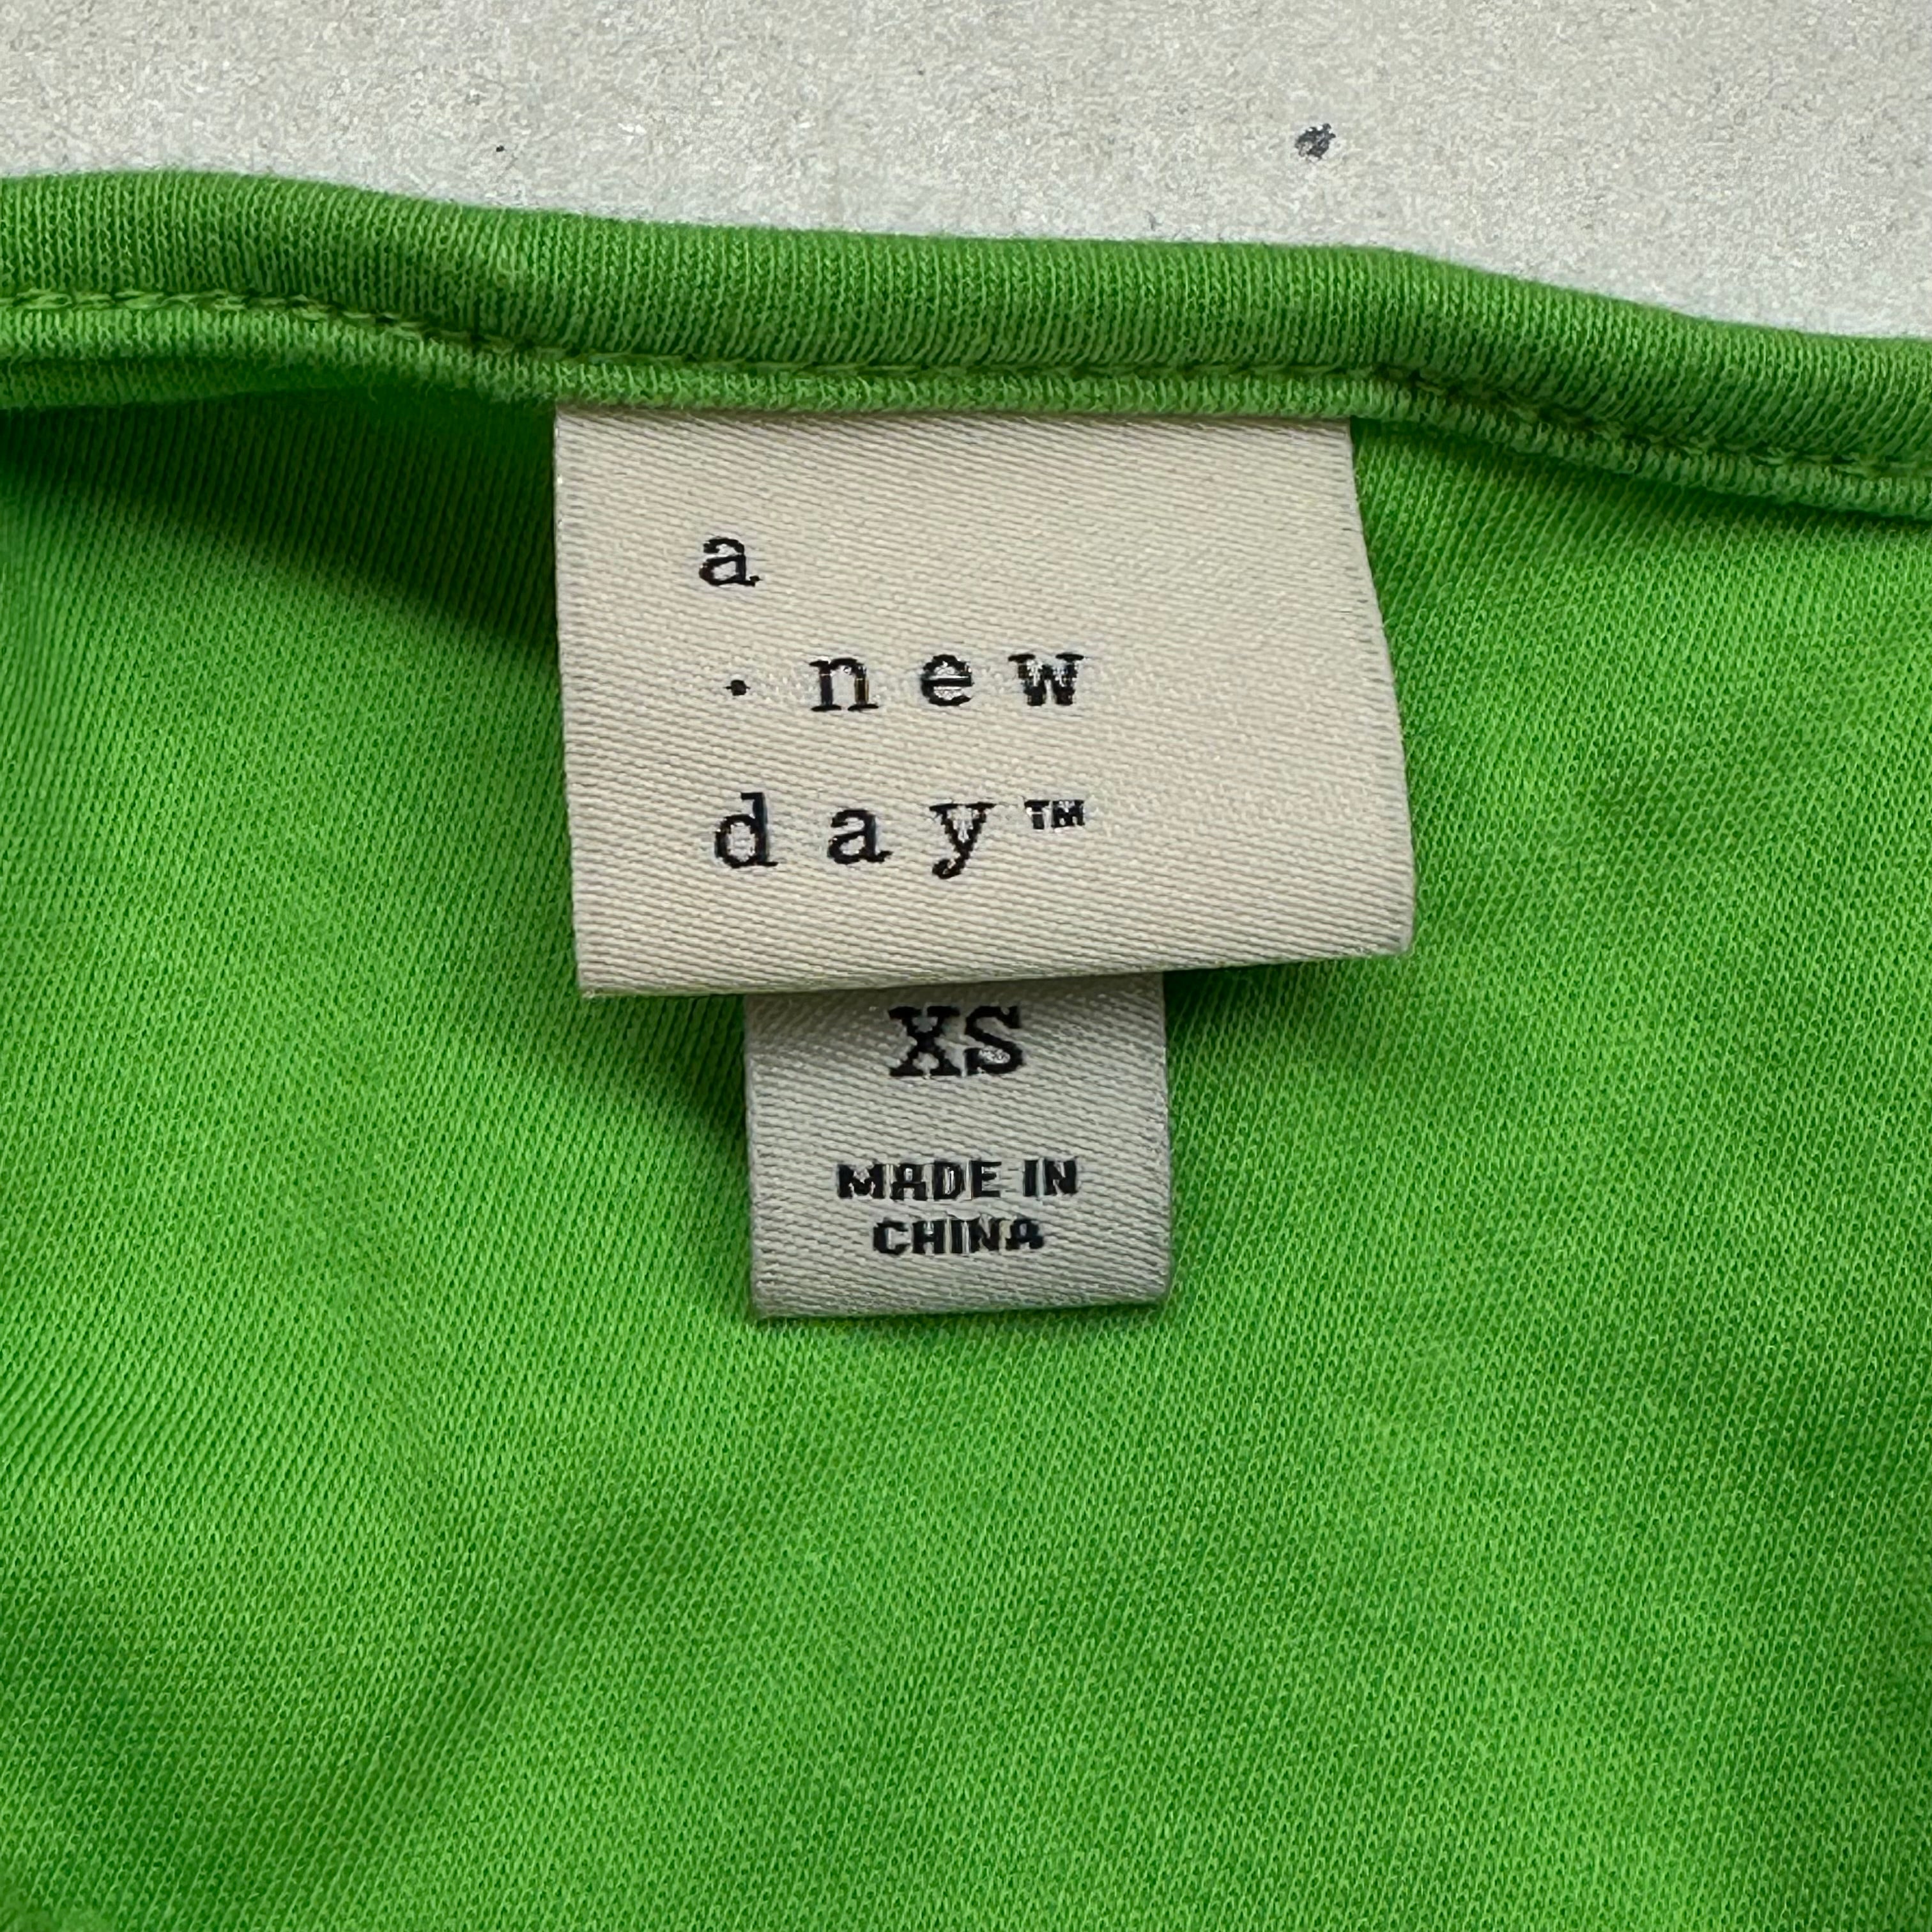 a
· new
day™
XS
MADE IN
CHINA